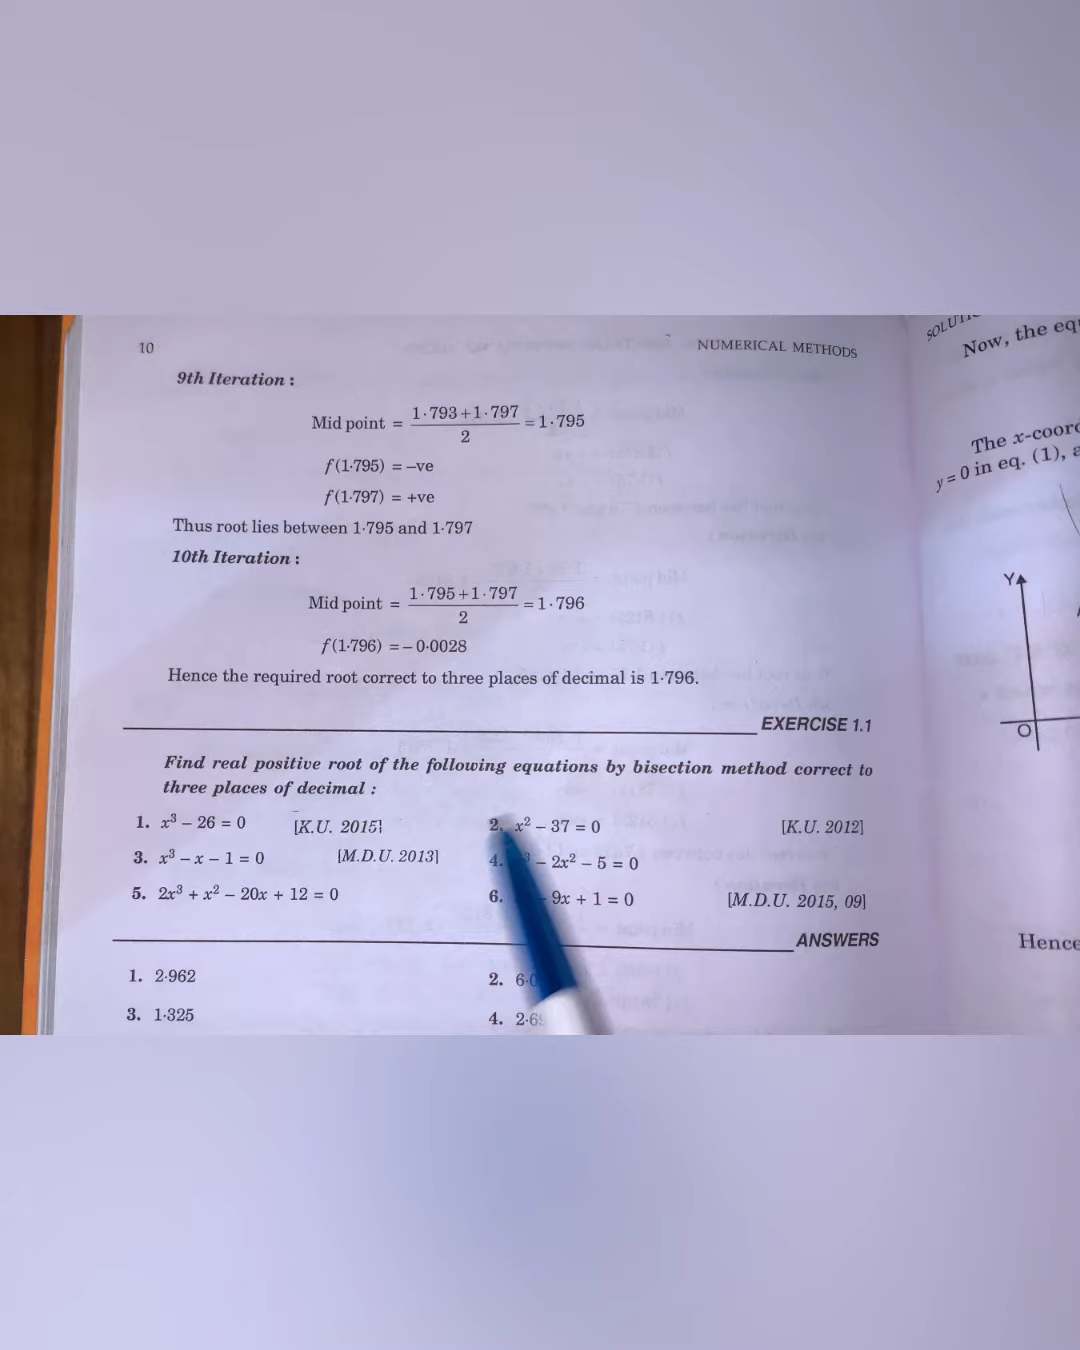 10
NUMERICAL METHODS
9th Iteration :
Mid point = 1·793+1·797 / 2 = 1·795
f(1·795) = –ve
f(1·797) = +ve
Thus root lies between 1·795 and 1·797
10th Iteration :
Mid point = 1·795+1·797 / 2 = 1·796
f(1·796) = – 0·0028
Hence the required root correct to three places of decimal is 1·796.
EXERCISE 1.1
Find real positive root of the following equations by bisection method correct to
three places of decimal :
1. x³ – 26 = 0 [K.U. 2015] 2. x² – 37 = 0 [K.U. 2012]
3. x³ – x – 1 = 0 [M.D.U. 2013] 4. – 2x² – 5 = 0
5. 2x³ + x² – 20x + 12 = 0 6. 9x + 1 = 0 [M.D.U. 2015, 09]
ANSWERS
1. 2·962 2.
3. 1·325 4.
Now, the
The
y = 0 in eq. (1),
Y
O
Hence